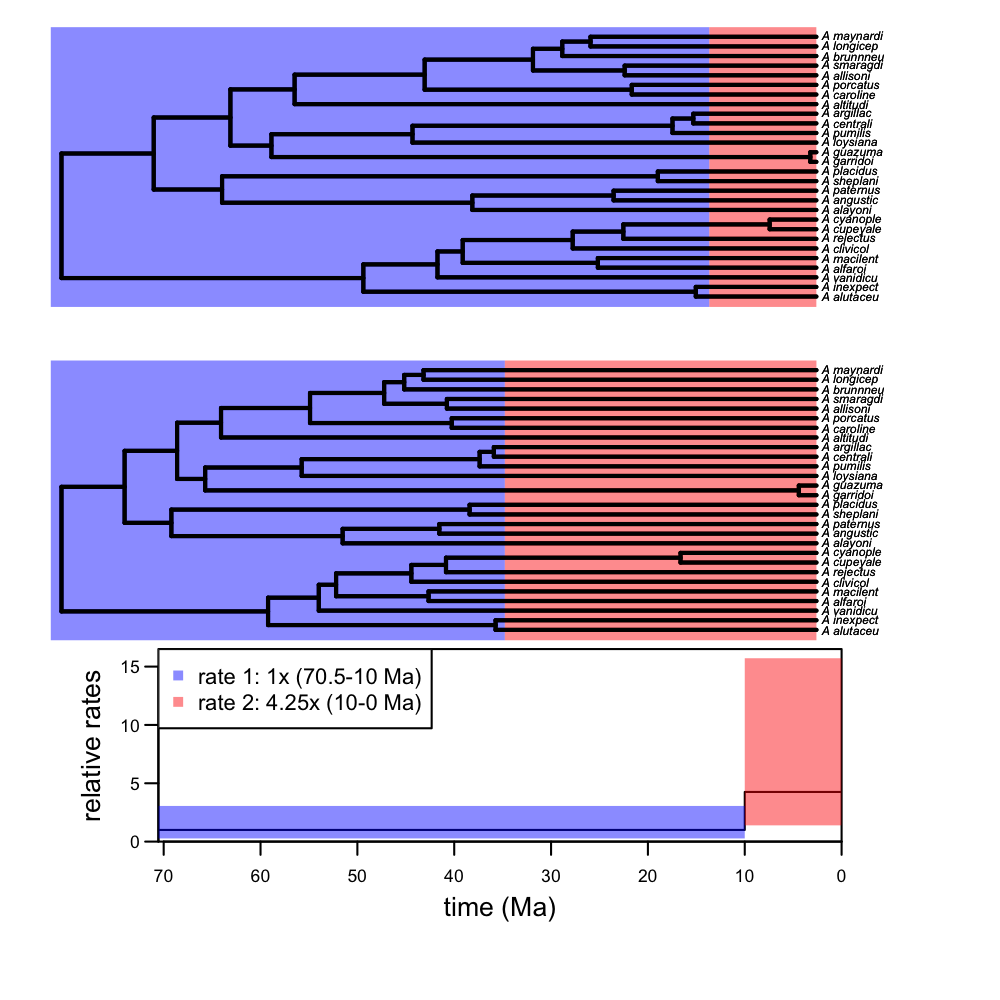 A maynardi
A longicep
A brunnneu
A smaragdi
A allisoni
A porcatus
A caroline
A altitudi
A argillac
A centrali
A pumilis
A loysiana
A guazuma
A garridoi
A placidus
A sheplani
A paternus
A angustic
A alayoni
A cyanople
A cupeyale
A rejectus
A clivicol
A macilent
A alfaroi
A vanidicu
A inexpect
A alutaceu
A maynardi
A longicep
A brunnneu
A smaragdi
A allisoni
A porcatus
A caroline
A altitudi
A argillac
A centrali
A pumilis
A loysiana
A guazuma
A garridoi
A placidus
A sheplani
A paternus
A angustic
A alayoni
A cyanople
A cupeyale
A rejectus
A clivicol
A macilent
A alfaroi
A vanidicu
A inexpect
A alutaceu
rate 1: 1x (70.5-10 Ma)
rate 2: 4.25x (10-0 Ma)
relative rates
15
10
5
0
70 60 50 40 30 20 10 0
time (Ma)